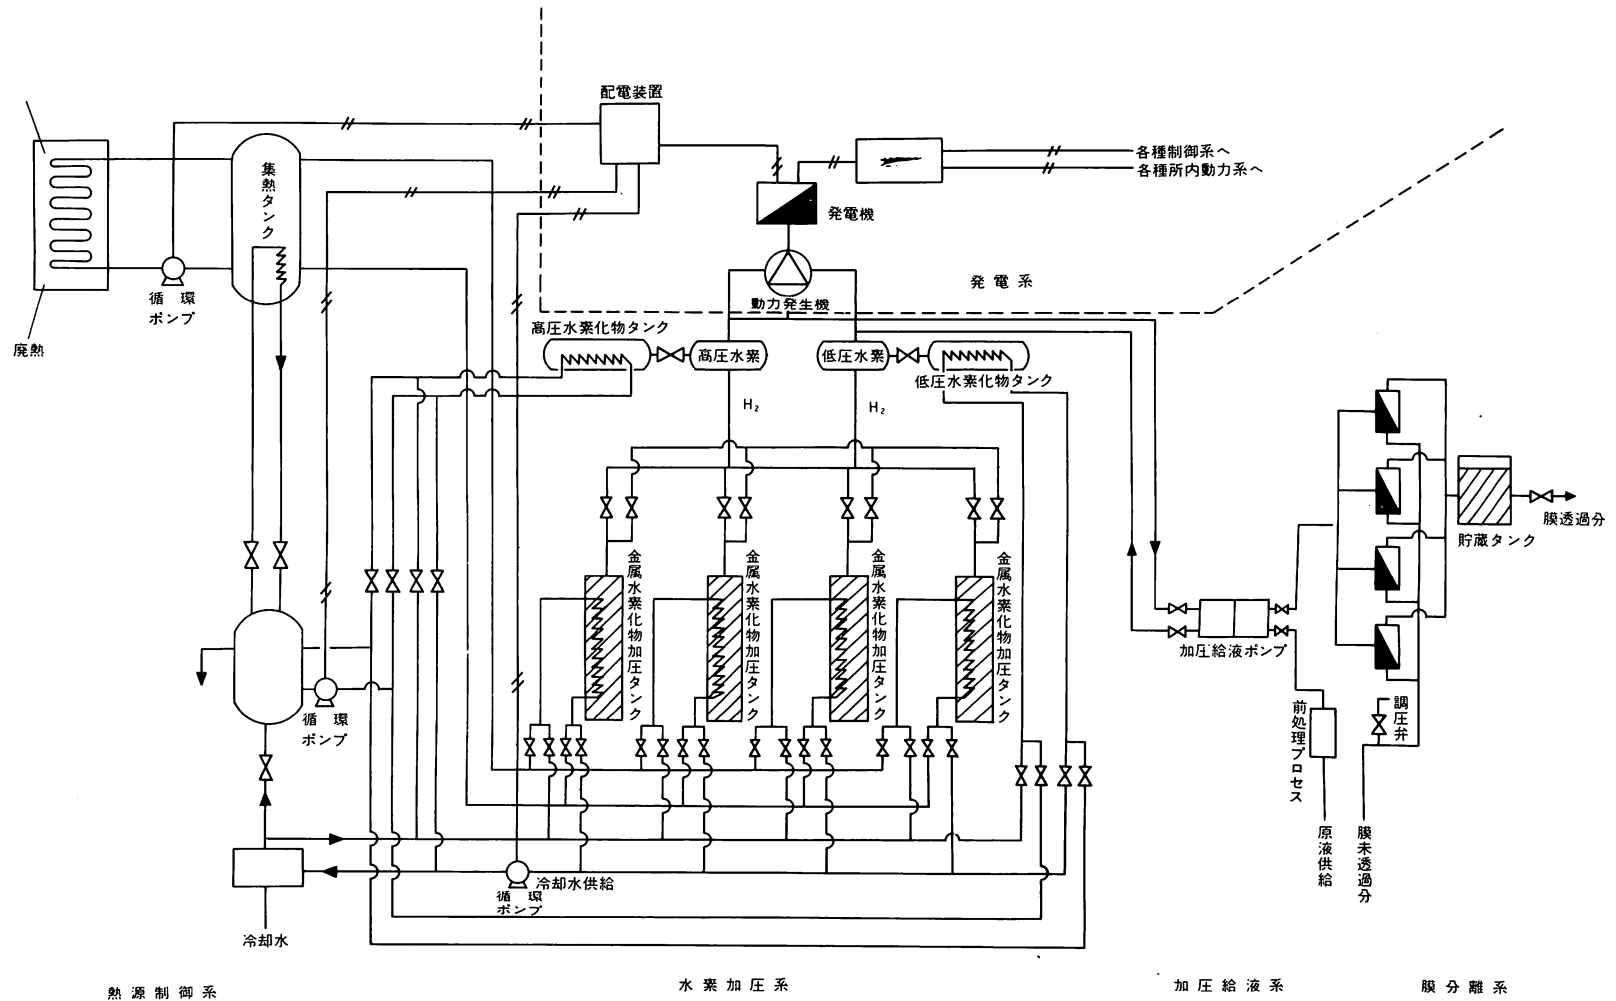 配電装置
各種制御系へ
各種所内動力系へ
集熱タンク
発電機
発電系
循環
ポンプ
動力発生機
廃熱
高圧水素化物タンク
高圧水素
低圧水素
低圧水素化物タンク
H₂
H₂
膜透過分
貯蔵タンク
金属水素化物加圧タンク
金属水素化物加圧タンク
金属水素化物加圧タンク
金属水素化物加圧タンク
加圧給液ポンプ
循環
ポンプ
前処理プロセス
調圧弁
原液供給
膜未透過分
冷却水供給
循環
ポンプ
冷却水
熱源制御系
水素加圧系
加圧給液系
膜分離系